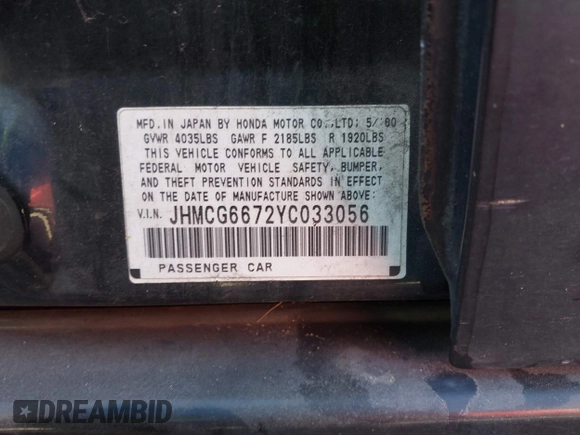 MFD. IN JAPAN BY HONDA MOTOR CO.,LTD: 5/00
GVWR 4035LBS GAWR F 2185LBS R 1920LBS
THIS VEHICLE CONFORMS TO ALL APPLICABLE
FEDERAL MOTOR VEHICLE SAFETY, BUMPER,
AND THEFT PREVENTION STANDARDS IN EFFECT
ON THE DATE OF MANUFACTURE SHOWN ABOVE:
V.I.N. JHMCG6672YC033056
PASSENGER CAR
DREAMBID